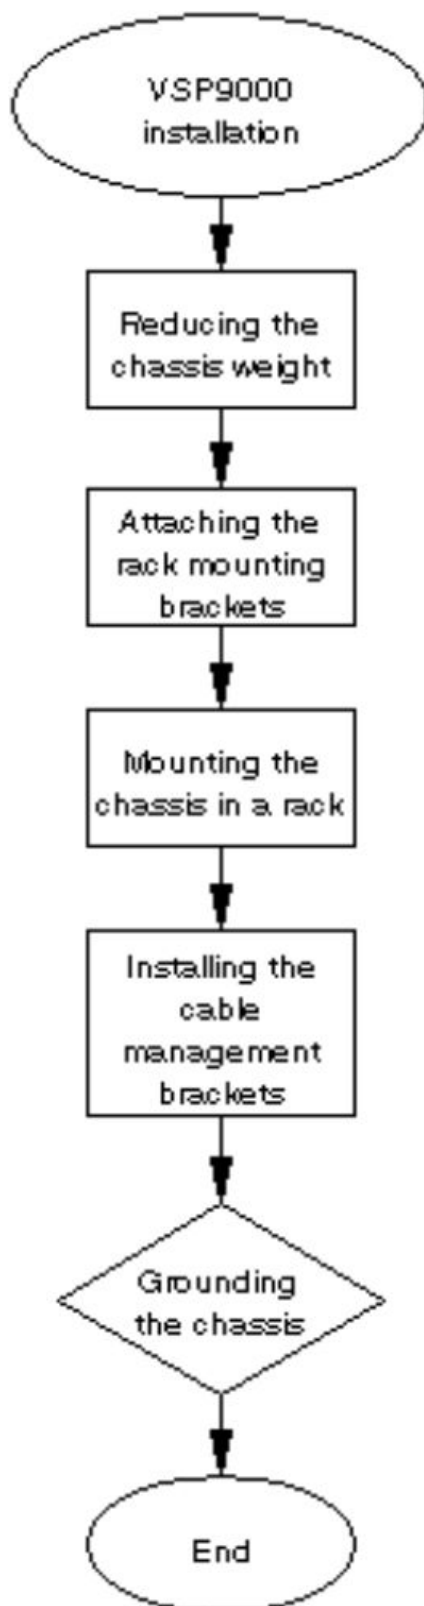 VSP9000
installation
Reducing the
chassis weight
Attaching the
rack mounting
brackets
Mounting the
chassis in a rack
Installing the
cable
management
brackets
Grounding
the chassis
End